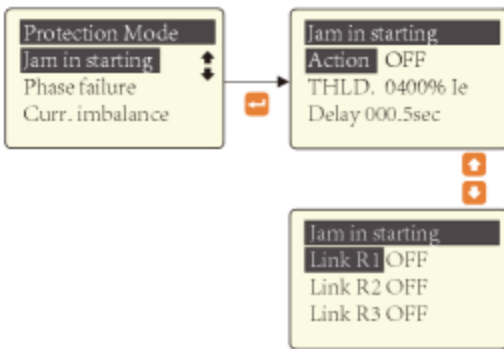 Protection Mode
Jam in starting
Phase failure
Curr. imbalance
Jam in starting
Action OFF
THLD. 0400% Ie
Delay 000.5sec
Jam in starting
Link R1 OFF
Link R2 OFF
Link R3 OFF